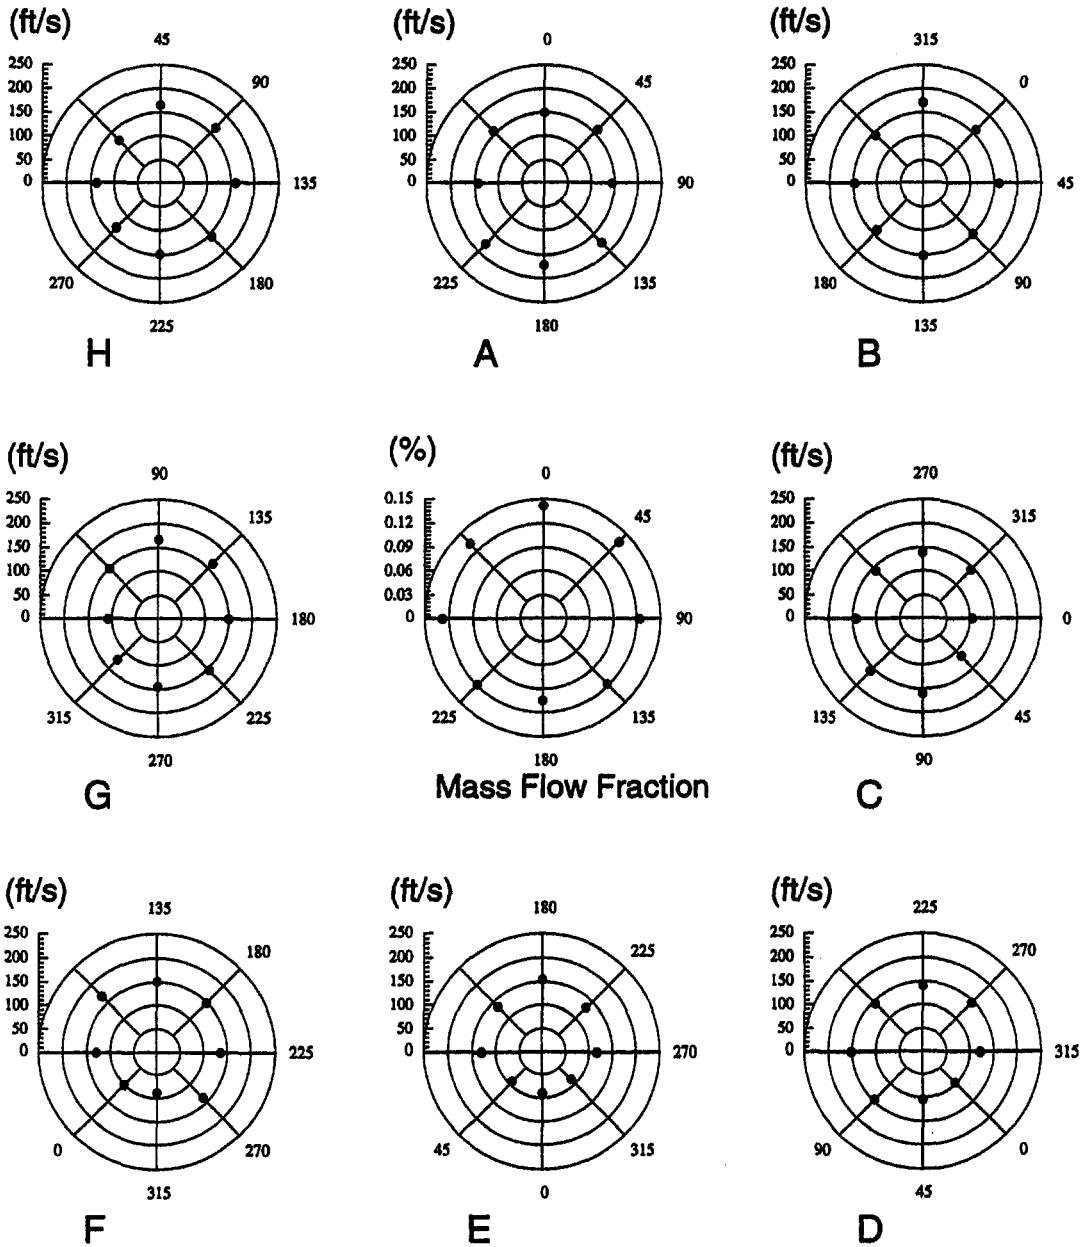 (ft/s) (ft/s) (ft/s)
45 0 315
250 90 250 45 250 0
200 200 200
150 150 150
100 100 100
50 50 50
0 135 0 90 0 45
270 180 225 135 180 90
225 180 135
H A B
(ft/s) (%) (ft/s)
90 0 270
250 135 0.15 45 250 315
200 0.12 200
150 0.09 150
100 0.06 100
50 0.03 50
0 180 0 90 0 0
315 225 225 135 135 45
270 180 90
Mass Flow Fraction
G C
(ft/s) (ft/s) (ft/s)
135 180 225
250 180 250 225 250 270
200 200 200
150 150 150
100 100 100
50 50 50
0 225 0 270 0 315
0 270 45 315 90 0
315 0 45
F E D